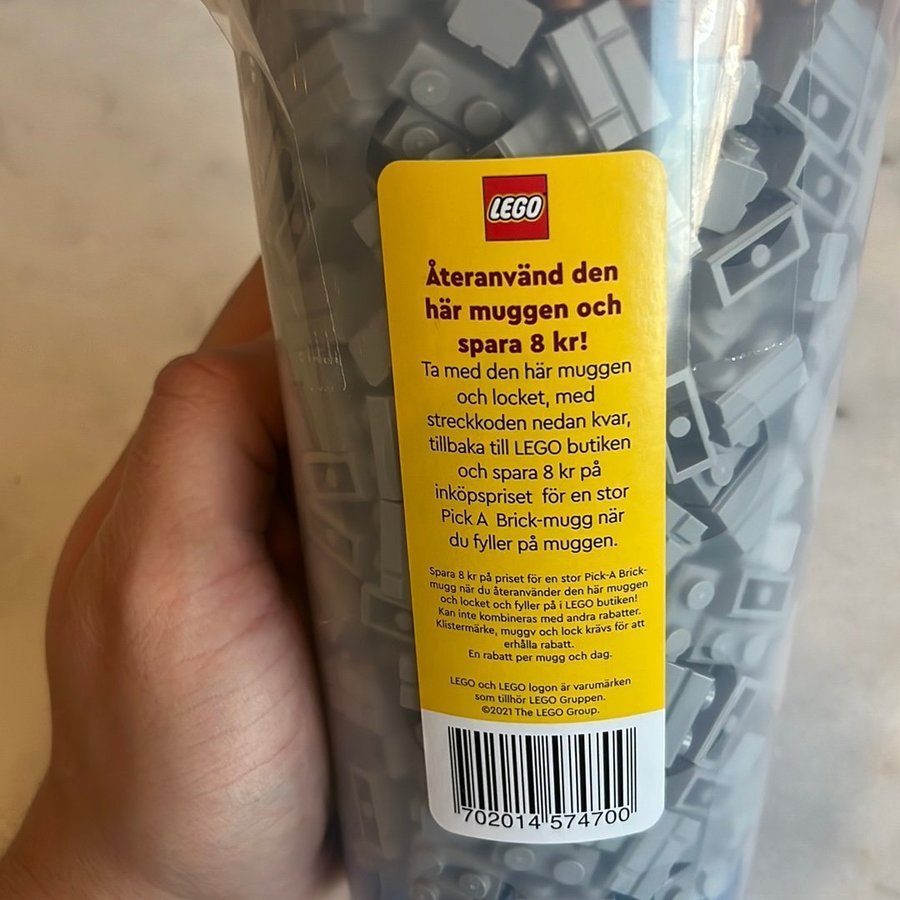 LEGO
Återanvänd den
här muggen och
spara 8 kr!
Ta med den här muggen
och locket, med
streckkoden nedan kvar,
tillbaka till LEGO butiken
och spara 8 kr på
inköpspriset för en stor
Pick A Brick-mugg när
du fyller på muggen.
Spara 8 kr på priset för en stor Pick-A Brick-
mugg när du återanvänder den här muggen
och locket och fyller på i LEGO butiken!
Kan inte kombineras med andra rabatter.
Klistermärke, muggv och lock krävs för att
erhålla rabatt.
En rabatt per mugg och dag.
LEGO och LEGO logon är varumärken
som tillhör LEGO Gruppen.
©2021 The LEGO Group.
702014 574700